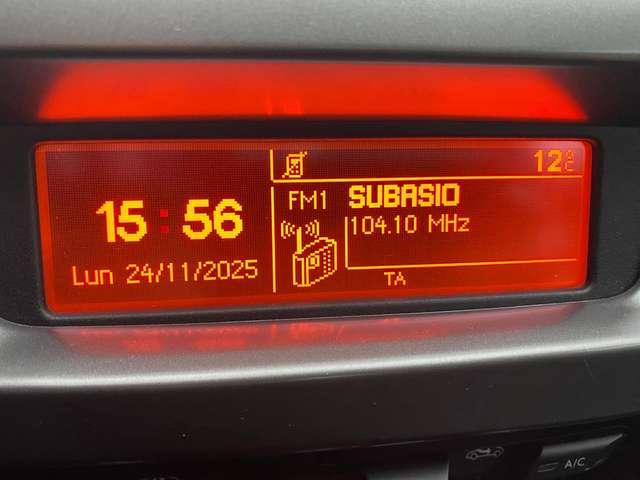 12°C
15:56
Lun 24/11/2025
FM1 SUBASIO
104.10 MHz
TA
A/C